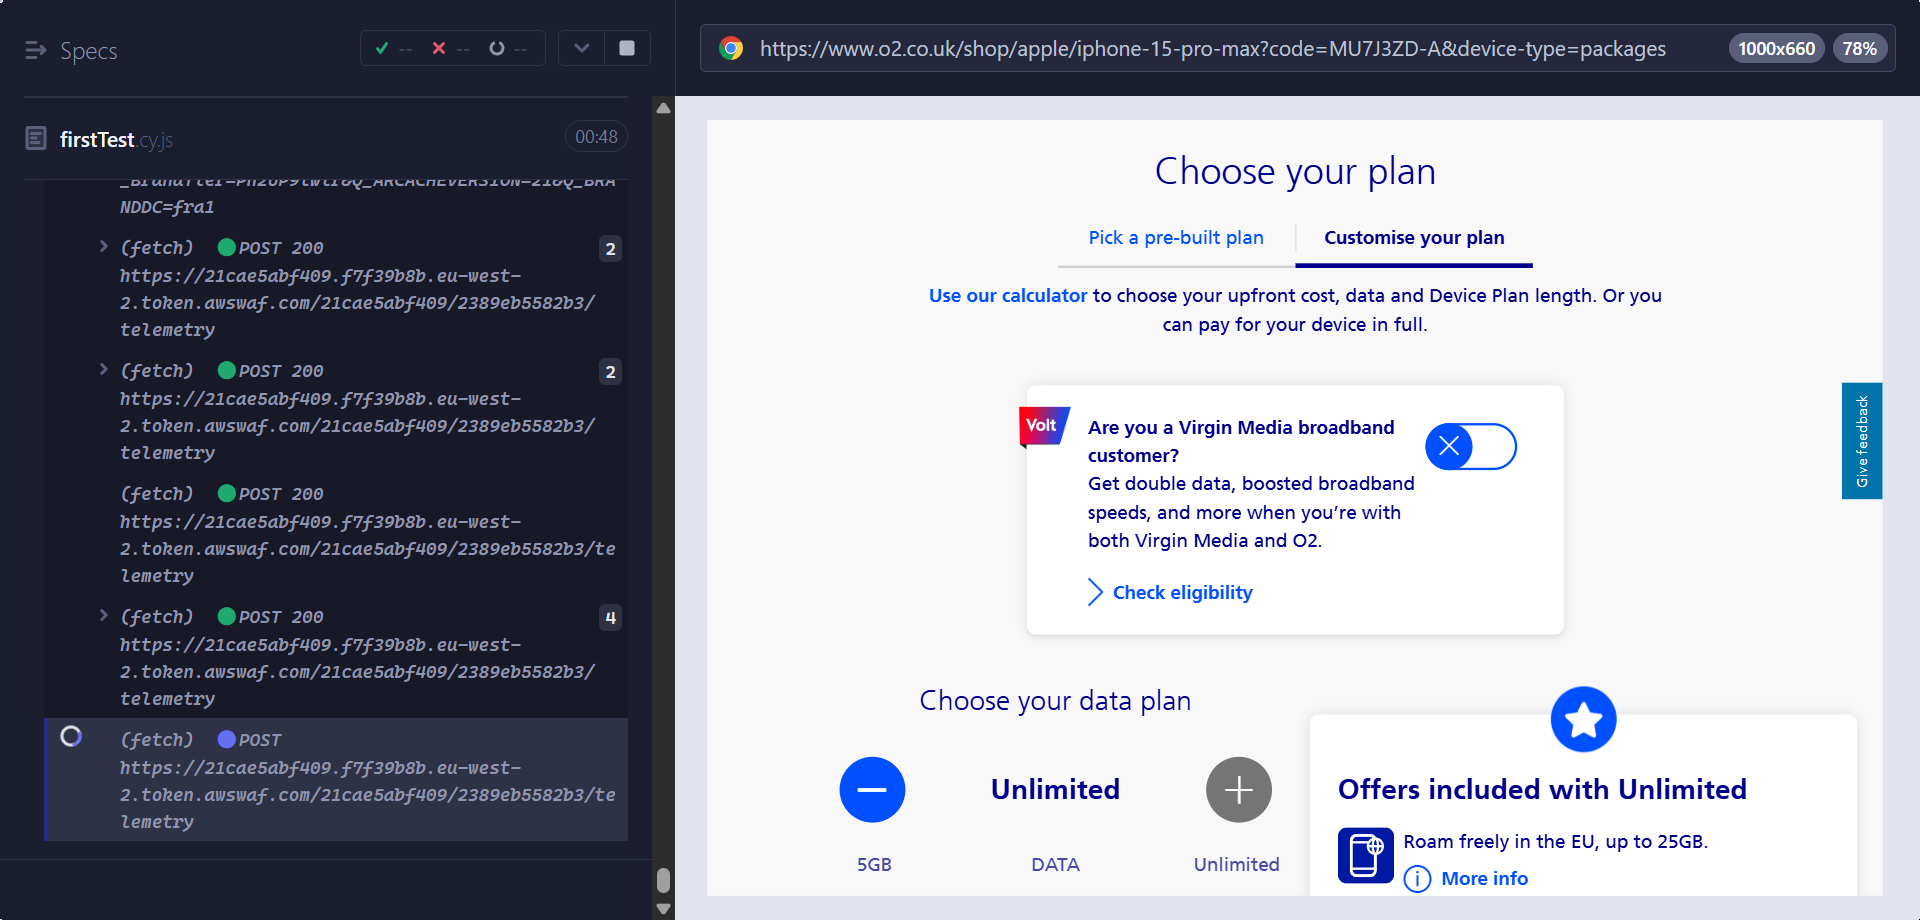 Specs
--
--
--
https://www.o2.co.uk/shop/apple/iphone-15-pro-max?code=MU7J3ZD-A&device-type=packages
1000x660
78%
firstTest.cy.js
00:48
NDDC=fra1
(fetch) POST 200
2
https://21cae5abf409.f7f39b8b.eu-west-
2.token.awswaf.com/21cae5abf409/2389eb5582b3/
telemetry
(fetch) POST 200
2
https://21cae5abf409.f7f39b8b.eu-west-
2.token.awswaf.com/21cae5abf409/2389eb5582b3/
telemetry
(fetch) POST 200
https://21cae5abf409.f7f39b8b.eu-west-
2.token.awswaf.com/21cae5abf409/2389eb5582b3/te
lemetry
(fetch) POST 200
4
https://21cae5abf409.f7f39b8b.eu-west-
2.token.awswaf.com/21cae5abf409/2389eb5582b3/
telemetry
(fetch) POST
https://21cae5abf409.f7f39b8b.eu-west-
2.token.awswaf.com/21cae5abf409/2389eb5582b3/te
lemetry
Choose your plan
Pick a pre-built plan
Customise your plan
Use our calculator to choose your upfront cost, data and Device Plan length. Or you
can pay for your device in full.
Volt
Are you a Virgin Media broadband
customer?
Get double data, boosted broadband
speeds, and more when you’re with
both Virgin Media and O2.
Check eligibility
Give feedback
Choose your data plan
Unlimited
5GB
DATA
Unlimited
Offers included with Unlimited
Roam freely in the EU, up to 25GB.
More info